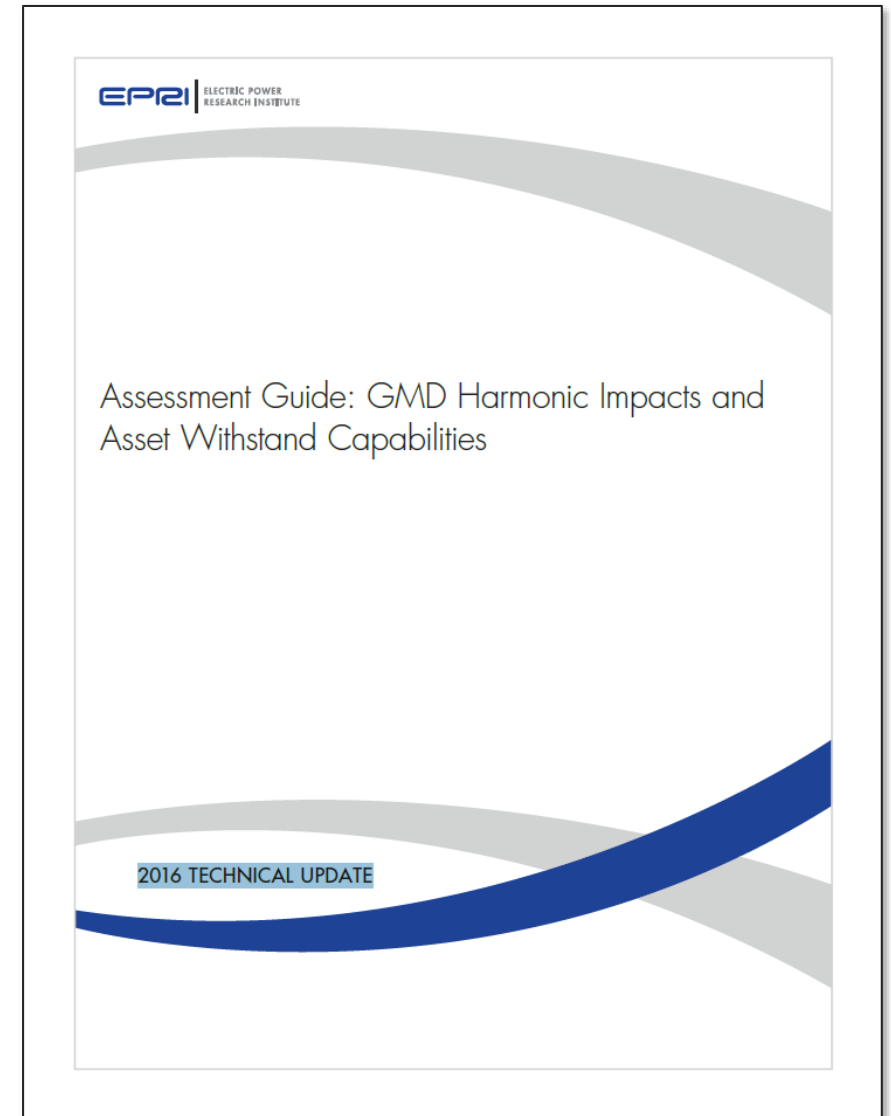 EPRI
ELECTRIC POWER
RESEARCH INSTITUTE
Assessment Guide: GMD Harmonic Impacts and
Asset Withstand Capabilities
2016 TECHNICAL UPDATE